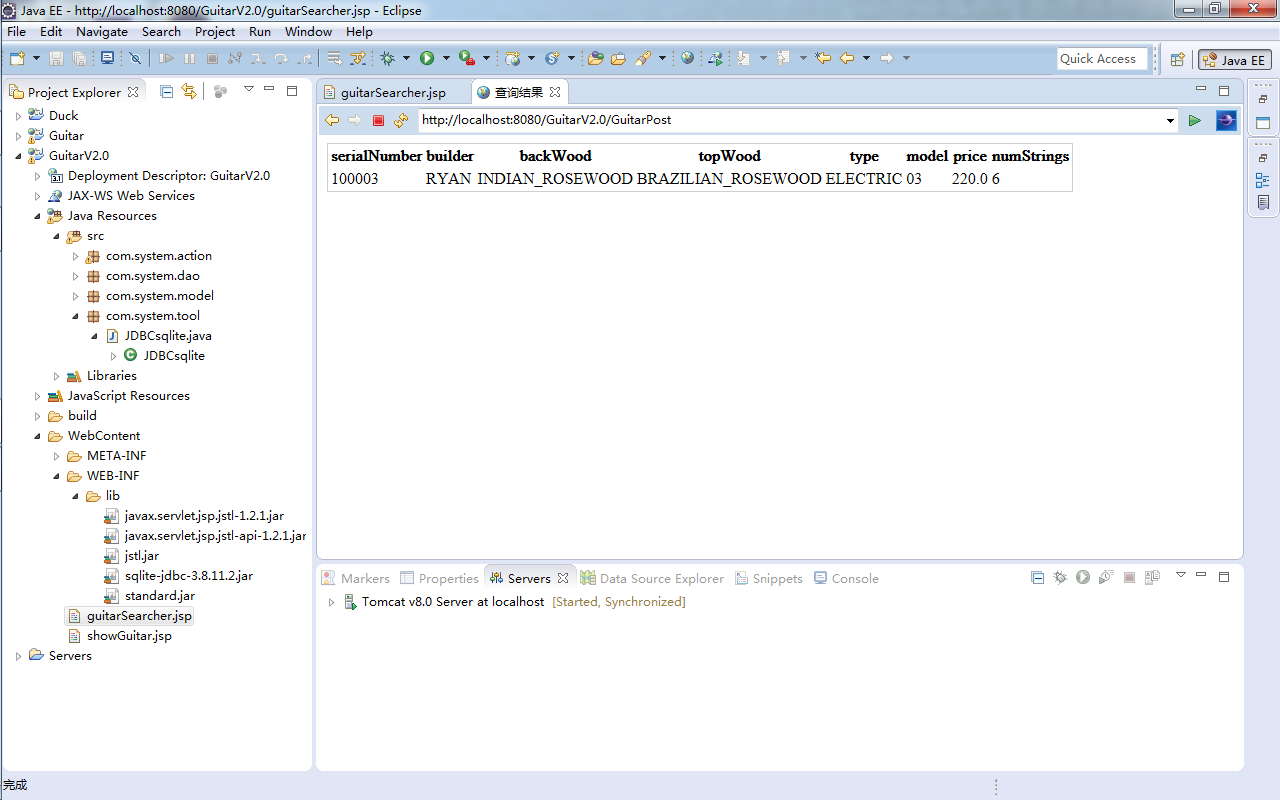 Java EE - http://localhost:8080/GuitarV2.0/guitarSearcher.jsp - Eclipse
File Edit Navigate Search Project Run Window Help
Quick Access
Java EE
Project Explorer
Duck
Guitar
GuitarV2.0
Deployment Descriptor: GuitarV2.0
JAX-WS Web Services
Java Resources
src
com.system.action
com.system.dao
com.system.model
com.system.tool
JDBCsqlite.java
JDBCsqlite
Libraries
JavaScript Resources
build
WebContent
META-INF
WEB-INF
lib
javax.servlet.jsp.jstl-1.2.1.jar
javax.servlet.jsp.jstl-api-1.2.1.jar
jstl.jar
sqlite-jdbc-3.8.11.2.jar
standard.jar
guitarSearcher.jsp
showGuitar.jsp
Servers
guitarSearcher.jsp 查询结果
http://localhost:8080/GuitarV2.0/GuitarPost
serialNumber builder backWood topWood type model price numStrings
100003 RYAN INDIAN_ROSEWOOD BRAZILIAN_ROSEWOOD ELECTRIC 03 220.0 6
Markers Properties Servers Data Source Explorer Snippets Console
Tomcat v8.0 Server at localhost [Started, Synchronized]
完成